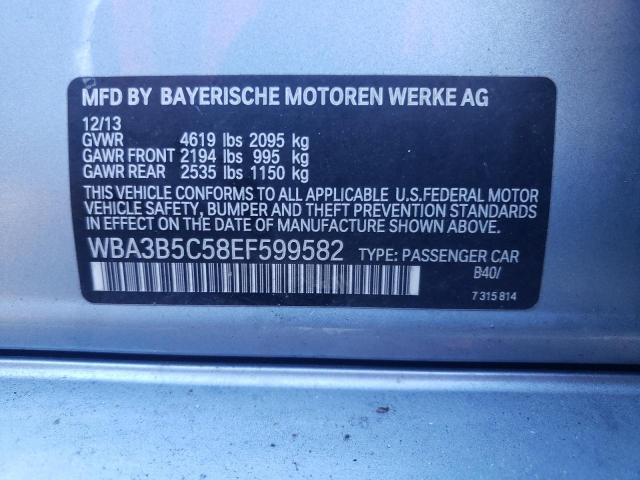 MFD BY BAYERISCHE MOTOREN WERKE AG
12/13
GVWR 4619 lbs 2095 kg
GAWR FRONT 2194 lbs 995 kg
GAWR REAR 2535 lbs 1150 kg
THIS VEHICLE CONFORMS TO ALL APPLICABLE U.S.FEDERAL MOTOR
VEHICLE SAFETY, BUMPER AND THEFT PREVENTION STANDARDS
IN EFFECT ON THE DATE OF MANUFACTURE SHOWN ABOVE.
WBA3B5C58EF599582 TYPE: PASSENGER CAR
B40/
7 315 814